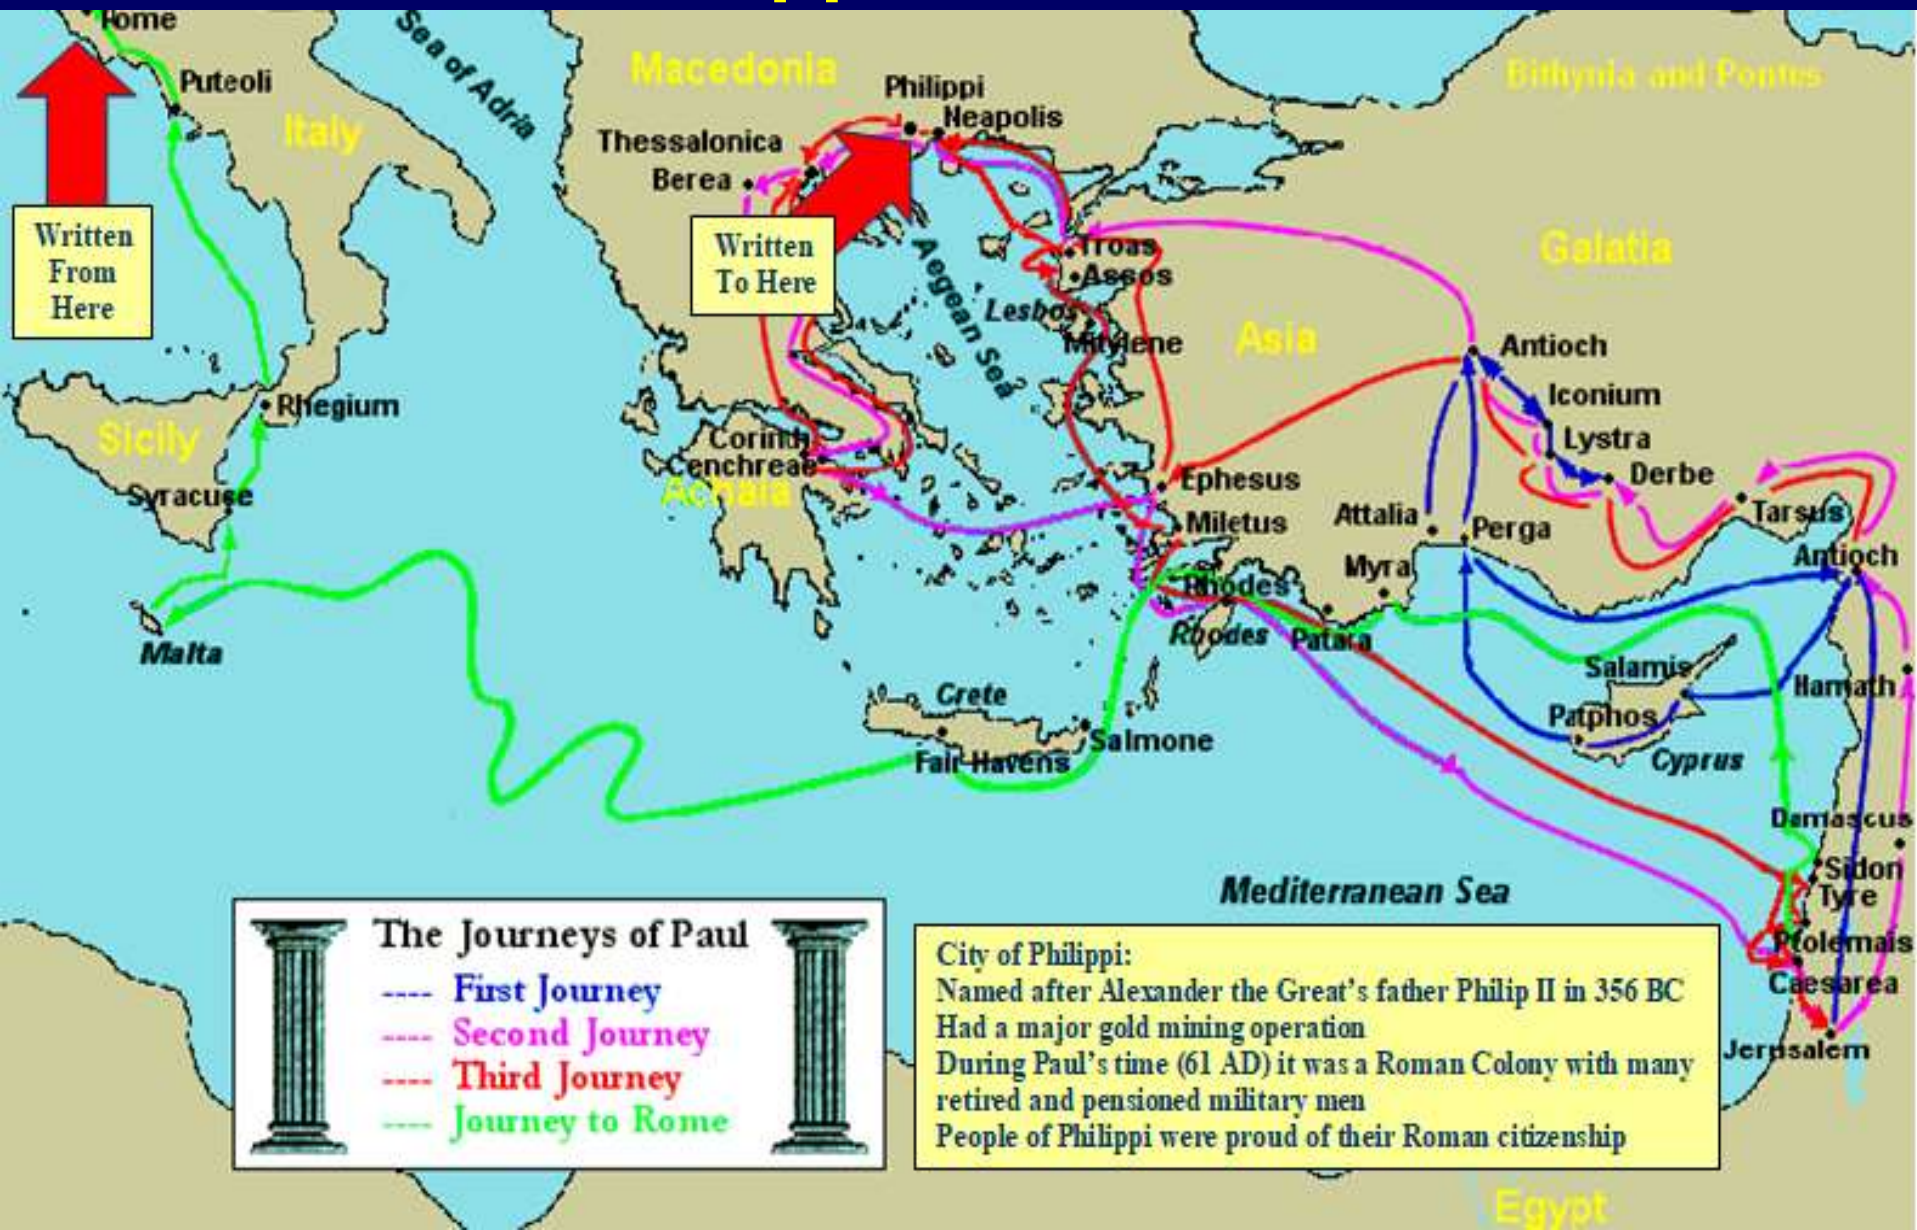 Rome
Puteoli
Italy
Sea of Adria
Macedonia
Philippi
Neapolis
Thessalonica
Berea
Bithynia and Pontus
Written
From
Here
Written
To Here
Troas
Assos
Aegean Sea
Lesbos
Mitylene
Galatia
Asia
Antioch
Iconium
Lystra
Derbe
Rhegium
Sicily
Syracuse
Corinth
Cenchreae
Achaia
Ephesus
Miletus
Attalia
Perga
Tarsus
Antioch
Myra
Rhodes
Rhodes
Patara
Malta
Crete
Salmone
Fair Havens
Salamis
Patphos
Cyprus
Hamath
Damascus
Sidon
Tyre
Ptolemais
Caesarea
Jerusalem
Mediterranean Sea
The Journeys of Paul
---- First Journey
---- Second Journey
---- Third Journey
---- Journey to Rome
City of Philippi:
Named after Alexander the Great's father Philip II in 356 BC
Had a major gold mining operation
During Paul's time (61 AD) it was a Roman Colony with many
retired and pensioned military men
People of Philippi were proud of their Roman citizenship
Egypt